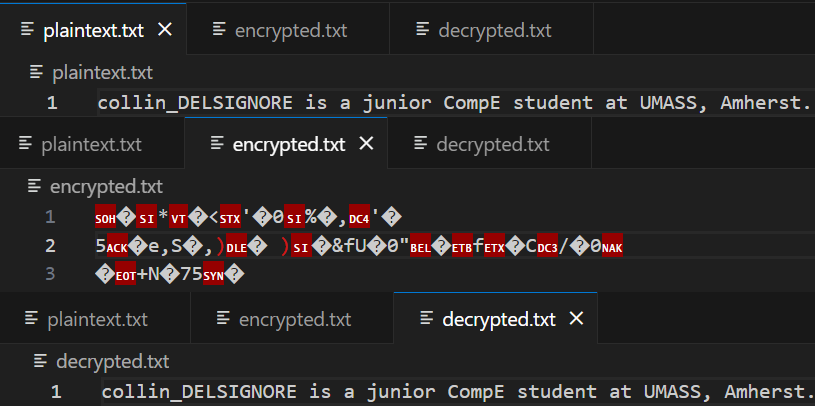 plaintext.txt encrypted.txt decrypted.txt
plaintext.txt
1 collin_DELSIGNORE is a junior CompE student at UMASS, Amherst.
plaintext.txt encrypted.txt decrypted.txt
encrypted.txt
1 SOH�SI*VT�<STX'�0SI%�,DC4'�
2 5ACK�e,S�,)DLE� )SI�&fU�0"BEL�ETBfETX�CDC3/�0NAK
3 �EOT+N�75SYN�
plaintext.txt encrypted.txt decrypted.txt
decrypted.txt
1 collin_DELSIGNORE is a junior CompE student at UMASS, Amherst.